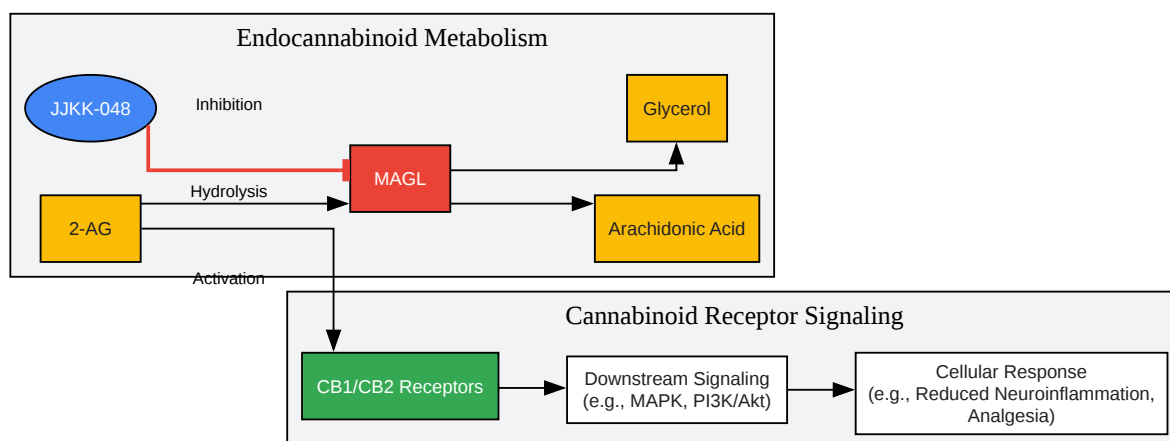 Endocannabinoid Metabolism
JJKK-048
Inhibition
Glycerol
MAGL
Hydrolysis
2-AG
Arachidonic Acid
Activation
Cannabinoid Receptor Signaling
CB1/CB2 Receptors
Downstream Signaling
(e.g., MAPK, PI3K/Akt)
Cellular Response
(e.g., Reduced Neuroinflammation,
Analgesia)